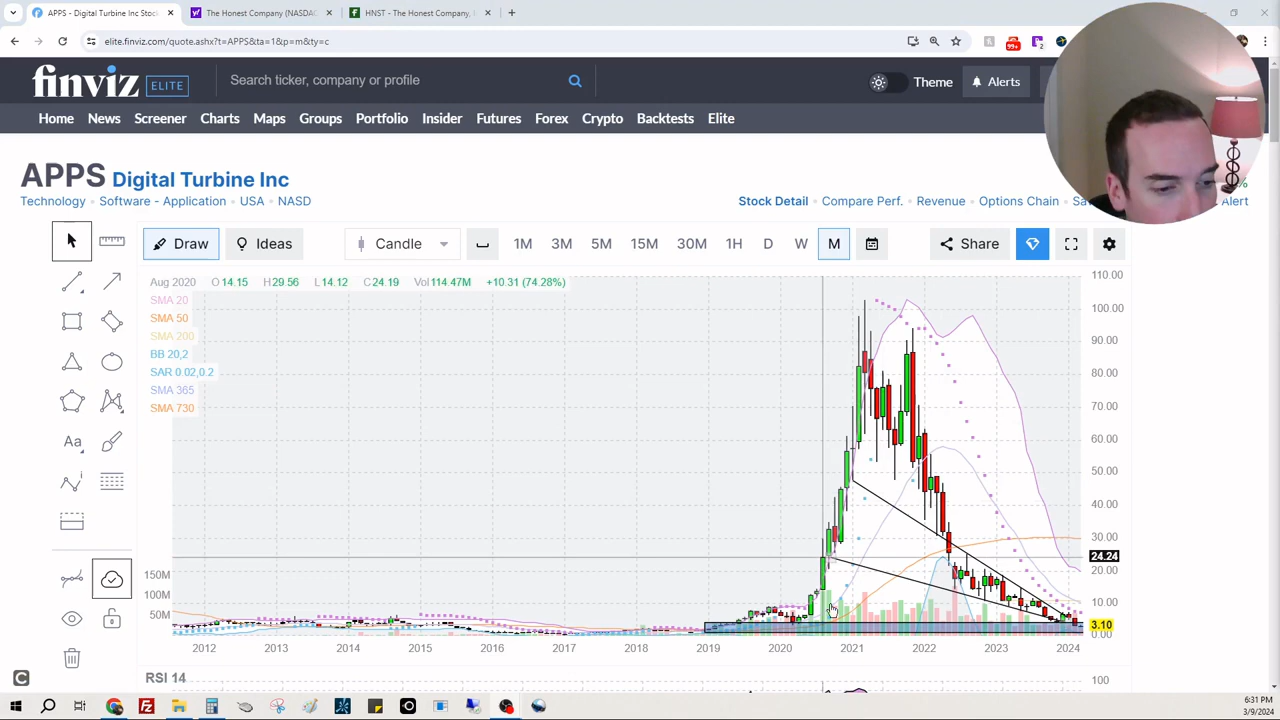 APPS - Digital Turbine Inc Stoc
The Honest Company (NASDAC
HNST - The Honest Company,
elite.finviz.com/quote.ashx?t=APPS&ta=1&p=m&ty=c
99+
2
finviz ELITE
Search ticker, company or profile
Theme
Alerts
Home News Screener Charts Maps Groups Portfolio Insider Futures Forex Crypto Backtests Elite
APPS Digital Turbine Inc
%
Technology • Software - Application • USA • NASD
Stock Detail • Compare Perf. • Revenue • Options Chain • Sa
Alert
Draw Ideas Candle 1M 3M 5M 15M 30M 1H D W M Share
Aug 2020 O 14.15 H 29.56 L 14.12 C 24.19 Vol 114.47M +10.31 (74.28%)
SMA 20
SMA 50
SMA 200
BB 20,2
SAR 0.02,0.2
SMA 365
SMA 730
Aa
110.00
100.00
90.00
80.00
70.00
60.00
50.00
40.00
30.00
24.24
20.00
10.00
3.10
0.00
150M
100M
50M
2012 2013 2014 2015 2016 2017 2018 2019 2020 2021 2022 2023 2024
C
RSI 14
100
6:31 PM
3/9/2024